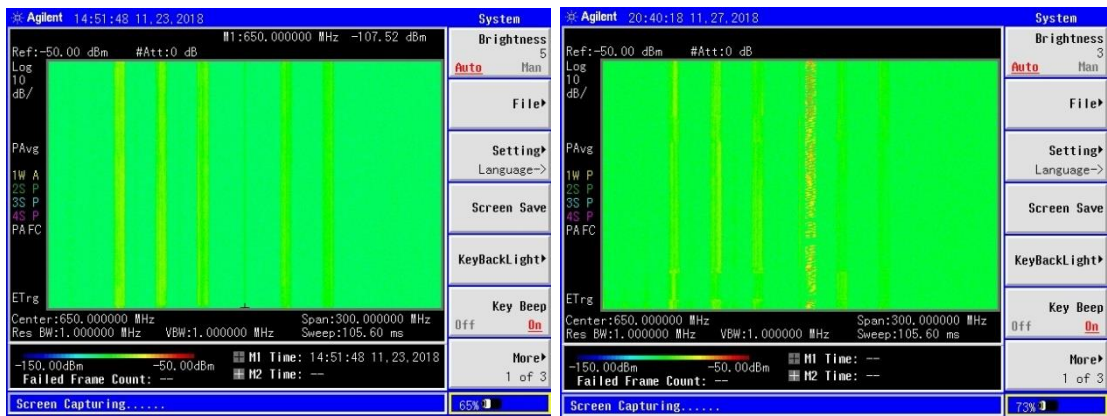 Agilent 14:51:48 11,23,2018
System
M1:650.000000 MHz -107.52 dBm
Ref:-50.00 dBm #Att:0 dB
Log
10
dB/
PAvg
1W A
2S P
3S P
4S P
PA FC
ETrg
Center:650.000000 MHz Span:300.000000 MHz
Res BW:1.000000 MHz VBW:1.000000 MHz Sweep:105.60 ms
-150.00dBm -50.00dBm
Failed Frame Count: --
M1 Time: 14:51:48 11,23,2018
M2 Time: --
Screen Capturing......
Brightness
5
Auto Man
File
Setting
Language->
Screen Save
KeyBackLight
Key Beep
Off On
More
1 of 3
65%
Agilent 20:40:18 11,27,2018
System
Ref:-50.00 dBm #Att:0 dB
Log
10
dB/
PAvg
1W P
2S P
3S P
4S P
PA FC
ETrg
Center:650.000000 MHz Span:300.000000 MHz
Res BW:1.000000 MHz VBW:1.000000 MHz Sweep:105.60 ms
-150.00dBm -50.00dBm
Failed Frame Count: --
M1 Time: --
M2 Time: --
Screen Capturing......
Brightness
3
Auto Man
File
Setting
Language->
Screen Save
KeyBackLight
Key Beep
Off On
More
1 of 3
73%